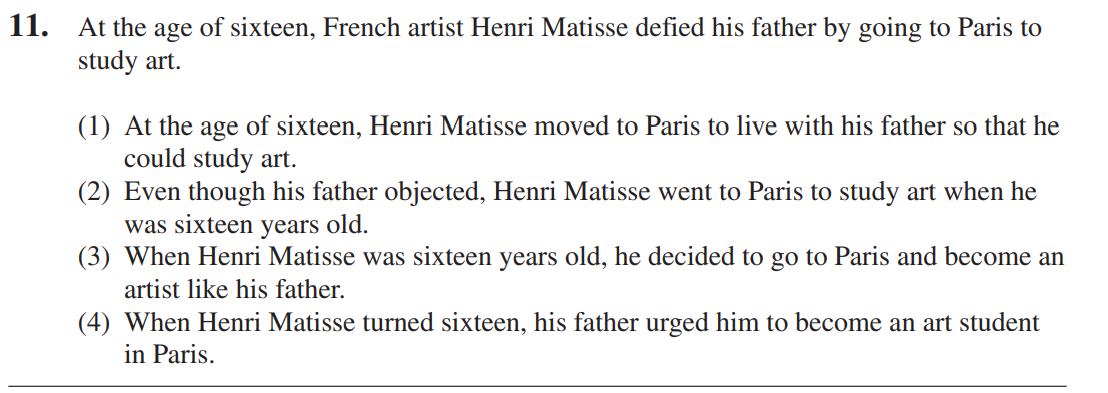 11. At the age of sixteen, French artist Henri Matisse defied his father by going to Paris to
study art.
(1) At the age of sixteen, Henri Matisse moved to Paris to live with his father so that he
could study art.
(2) Even though his father objected, Henri Matisse went to Paris to study art when he
was sixteen years old.
(3) When Henri Matisse was sixteen years old, he decided to go to Paris and become an
artist like his father.
(4) When Henri Matisse turned sixteen, his father urged him to become an art student
in Paris.